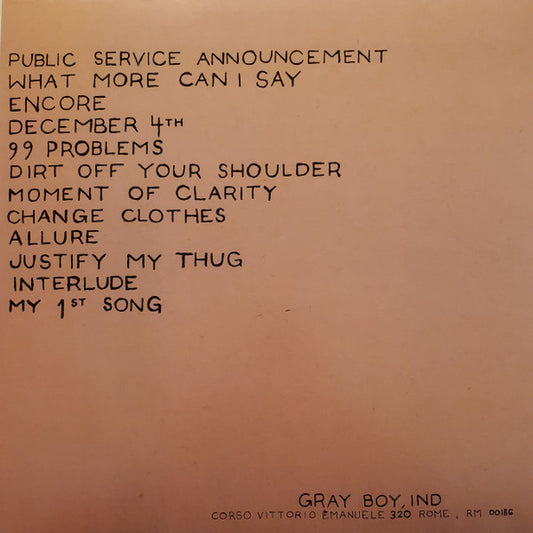 PUBLIC SERVICE ANNOUNCEMENT
WHAT MORE CAN I SAY
ENCORE
DECEMBER 4TH
99 PROBLEMS
DIRT OFF YOUR SHOULDER
MOMENT OF CLARITY
CHANGE CLOTHES
ALLURE
JUSTIFY MY THUG
INTERLUDE
MY 1ST SONG
GRAY BOY, IND
CORSO VITTORIO EMANUELE 320 ROME, RM 00186